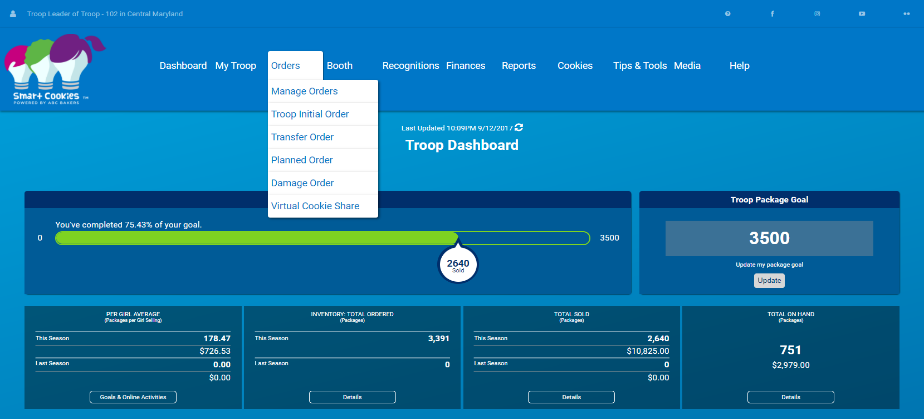 Troop Leader of Troop - 102 in Central Maryland
Smart Cookies TM
POWERED BY ABC BAKERS
Dashboard My Troop Orders Booth Recognitions Finances Reports Cookies Tips & Tools Media Help
Manage Orders
Troop Initial Order
Transfer Order
Planned Order
Damage Order
Virtual Cookie Share
Last Updated 10:09PM 9/12/2017
Troop Dashboard
You've completed 75.43% of your goal.
0 3500
2640
Sold
Troop Package Goal
3500
Update my package goal
Update
PER GIRL AVERAGE
(Packages per Girl Selling)
This Season 178.47
$726.53
Last Season 0.00
$0.00
Goals & Online Activities
INVENTORY: TOTAL ORDERED
(Packages)
This Season 3,391
Last Season 0
Details
TOTAL SOLD
(Packages)
This Season 2,640
$10,825.00
Last Season 0
$0.00
Details
TOTAL ON HAND
(Packages)
751
$2,979.00
Details